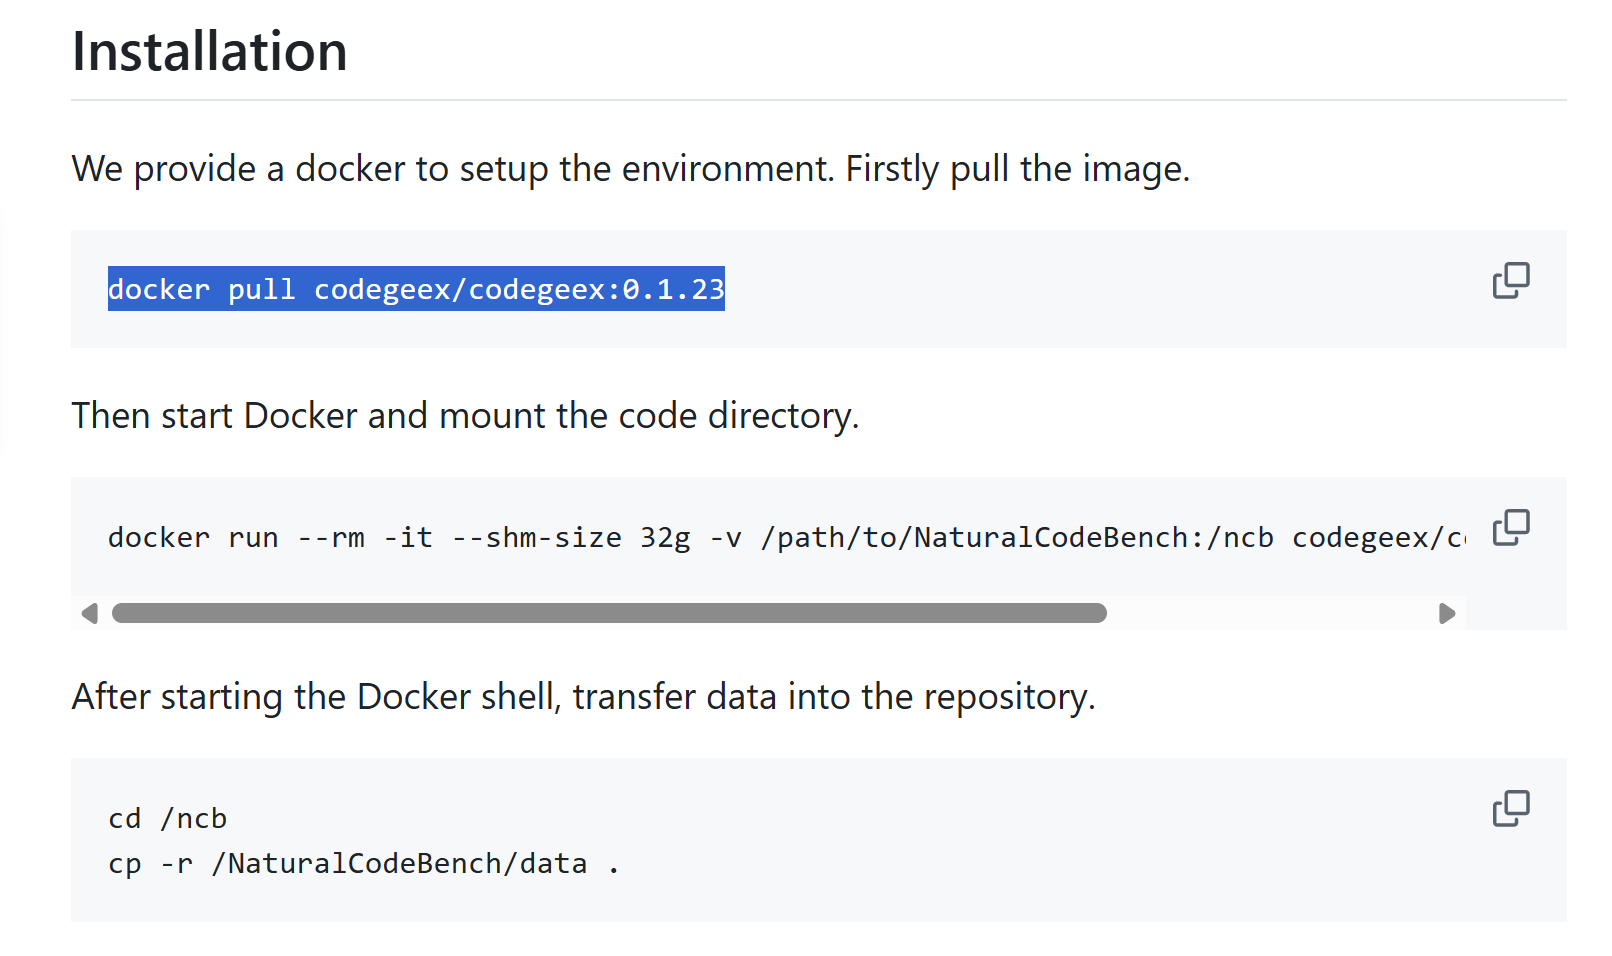 Installation
We provide a docker to setup the environment. Firstly pull the image.
docker pull codegeex/codegeex:0.1.23
Then start Docker and mount the code directory.
docker run --rm -it --shm-size 32g -v /path/to/NaturalCodeBench:/ncb
After starting the Docker shell, transfer data into the repository.
cd /ncb
cp -r /NaturalCodeBench/data .